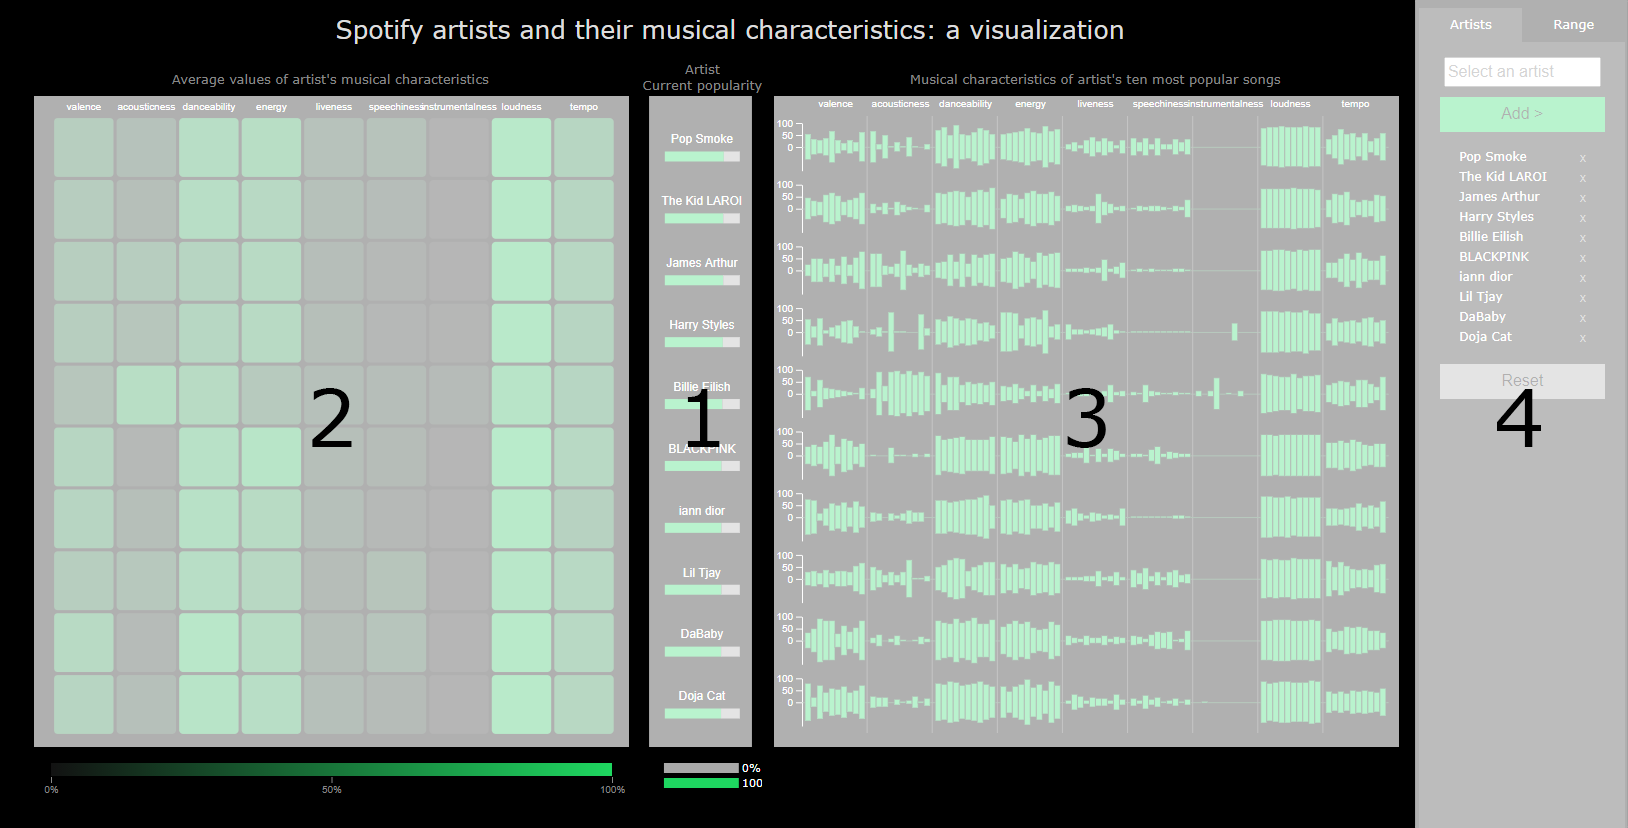 Spotify artists and their musical characteristics: a visualization
Average values of artist's musical characteristics
valence acousticness danceability energy liveness speechiness instrumentalness loudness tempo
0% 50% 100%
2
Artist
Current popularity
Pop Smoke
The Kid LAROI
James Arthur
Harry Styles
Billie Eilish
BLACKPINK
iann dior
Lil Tjay
DaBaby
Doja Cat
1
0%
100
Musical characteristics of artist's ten most popular songs
valence acousticness danceability energy liveness speechiness instrumentalness loudness tempo
100
50
0
100
50
0
100
50
0
100
50
0
100
50
0
100
50
0
100
50
0
100
50
0
100
50
0
100
50
0
3
Artists Range
Select an artist
Add >
Pop Smoke x
The Kid LAROI x
James Arthur x
Harry Styles x
Billie Eilish x
BLACKPINK x
iann dior x
Lil Tjay x
DaBaby x
Doja Cat x
Reset
4